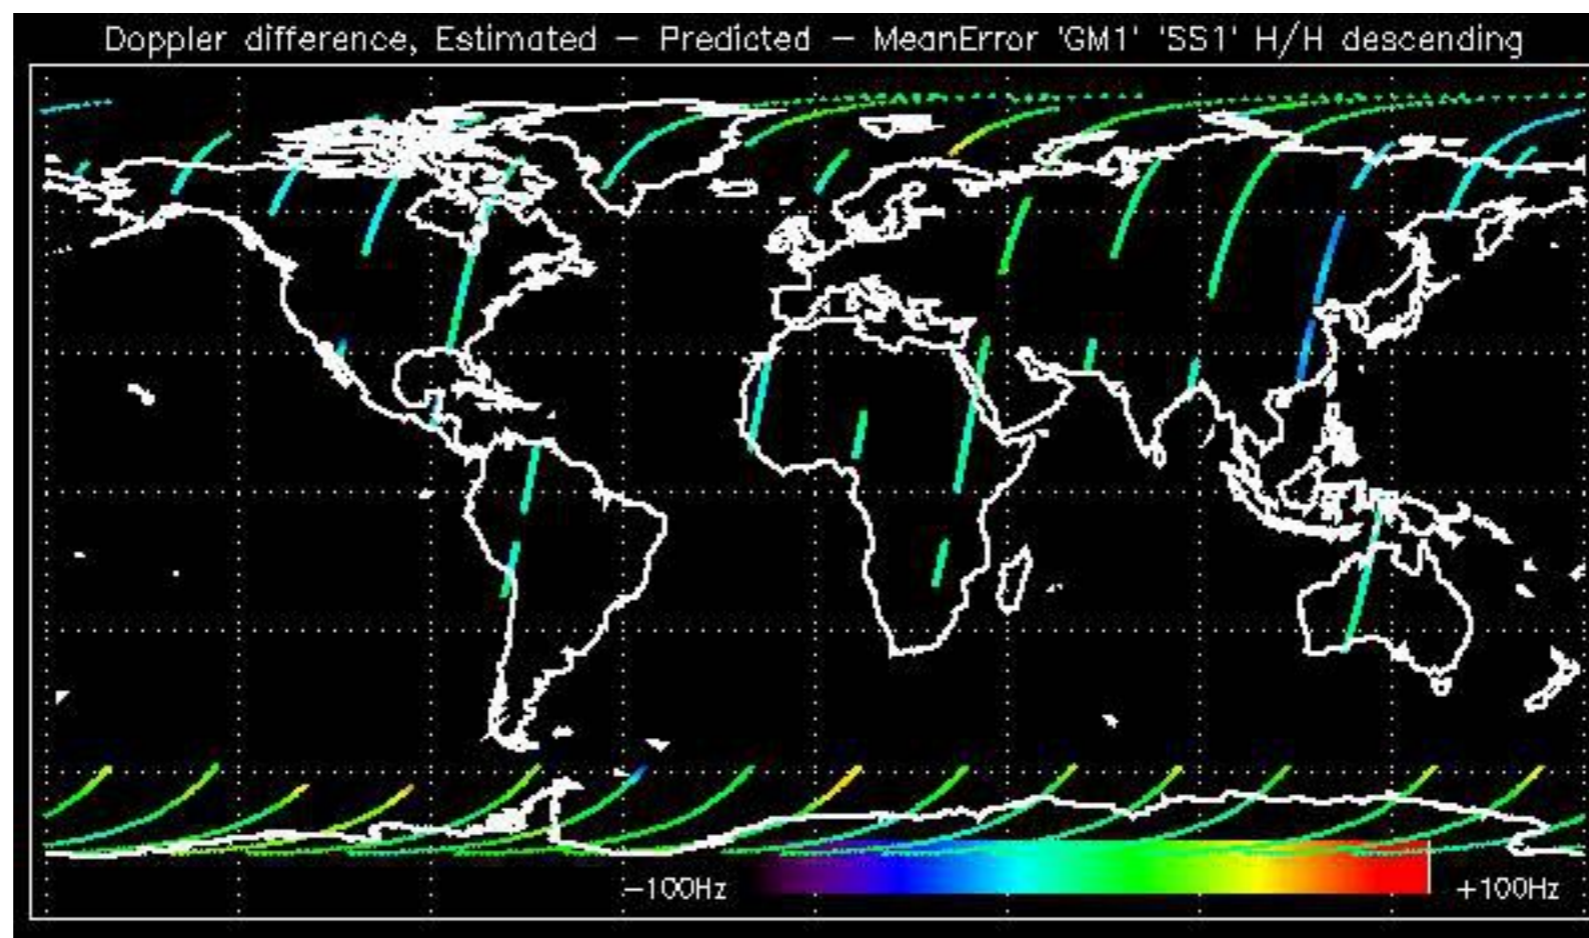 Doppler difference, Estimated − Predicted − MeanError 'GM1' 'SS1' H/H descending
−100Hz
+100Hz